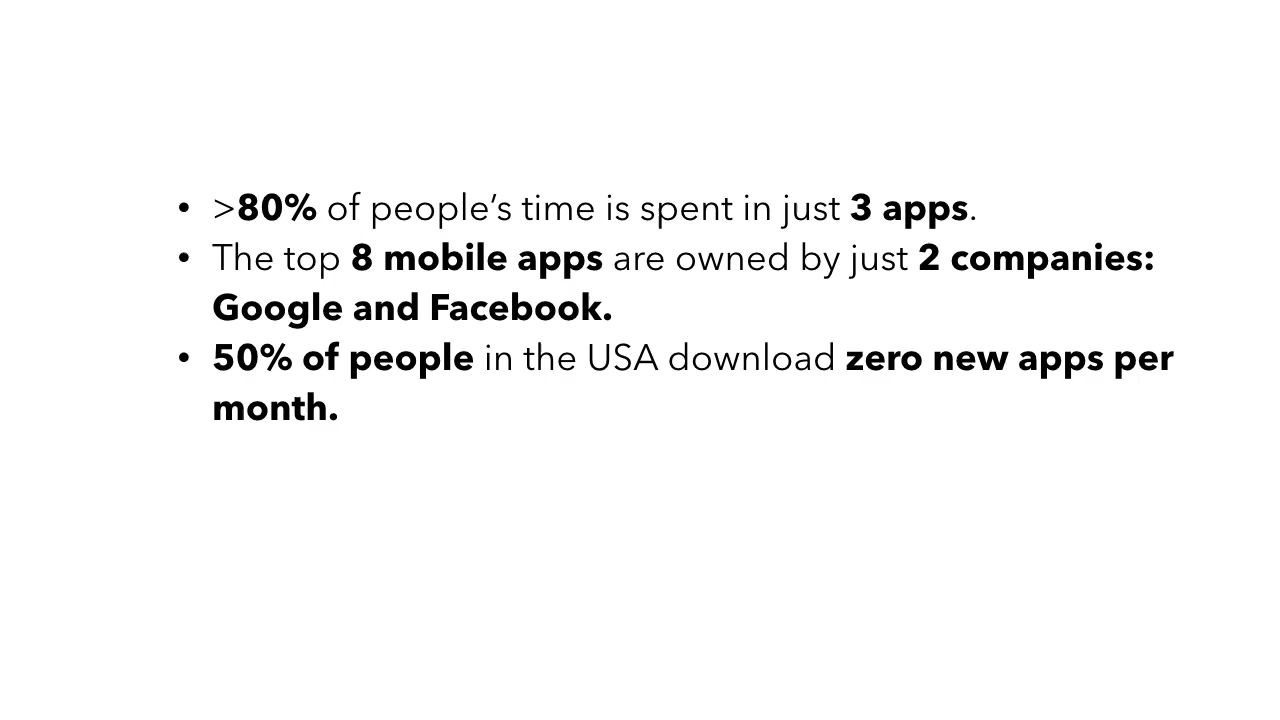 • >80% of people’s time is spent in just 3 apps.
• The top 8 mobile apps are owned by just 2 companies:
Google and Facebook.
• 50% of people in the USA download zero new apps per
month.